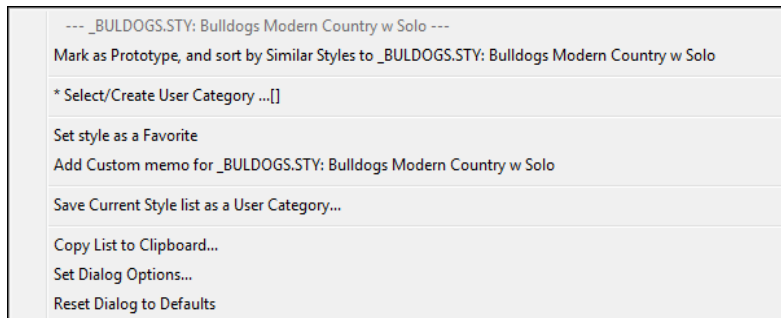 --- _BULDOGS.STY: Bulldogs Modern Country w Solo ---
Mark as Prototype, and sort by Similar Styles to _BULDOGS.STY: Bulldogs Modern Country w Solo
* Select/Create User Category ...[]
Set style as a Favorite
Add Custom memo for _BULDOGS.STY: Bulldogs Modern Country w Solo
Save Current Style list as a User Category...
Copy List to Clipboard...
Set Dialog Options...
Reset Dialog to Defaults